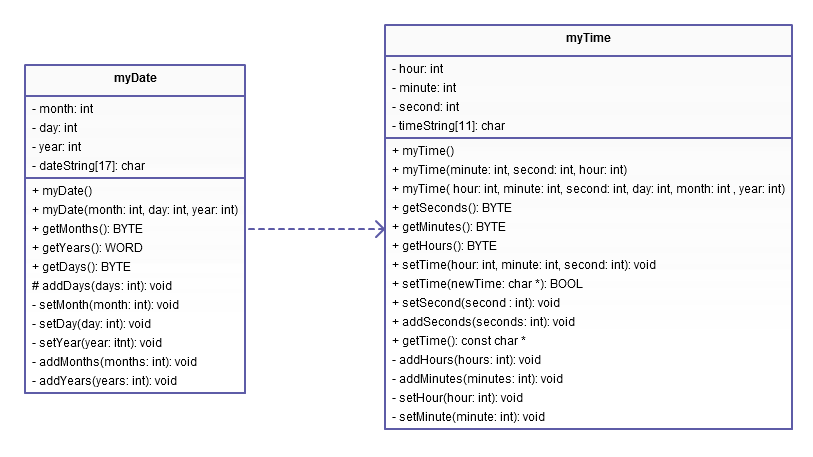 myDate
- month: int
- day: int
- year: int
- dateString[17]: char
+ myDate()
+ myDate(month: int, day: int, year: int)
+ getMonths(): BYTE
+ getYears(): WORD
+ getDays(): BYTE
# addDays(days: int): void
- setMonth(month: int): void
- setDay(day: int): void
- setYear(year: itnt): void
- addMonths(months: int): void
- addYears(years: int): void
myTime
- hour: int
- minute: int
- second: int
- timeString[11]: char
+ myTime()
+ myTime(minute: int, second: int, hour: int)
+ myTime( hour: int, minute: int, second: int, day: int, month: int , year: int)
+ getSeconds(): BYTE
+ getMinutes(): BYTE
+ getHours(): BYTE
+ setTime(hour: int, minute: int, second: int): void
+ setTime(newTime: char *): BOOL
+ setSecond(second : int): void
+ addSeconds(seconds: int): void
+ getTime(): const char *
- addHours(hours: int): void
- addMinutes(minutes: int): void
- setHour(hour: int): void
- setMinute(minute: int): void